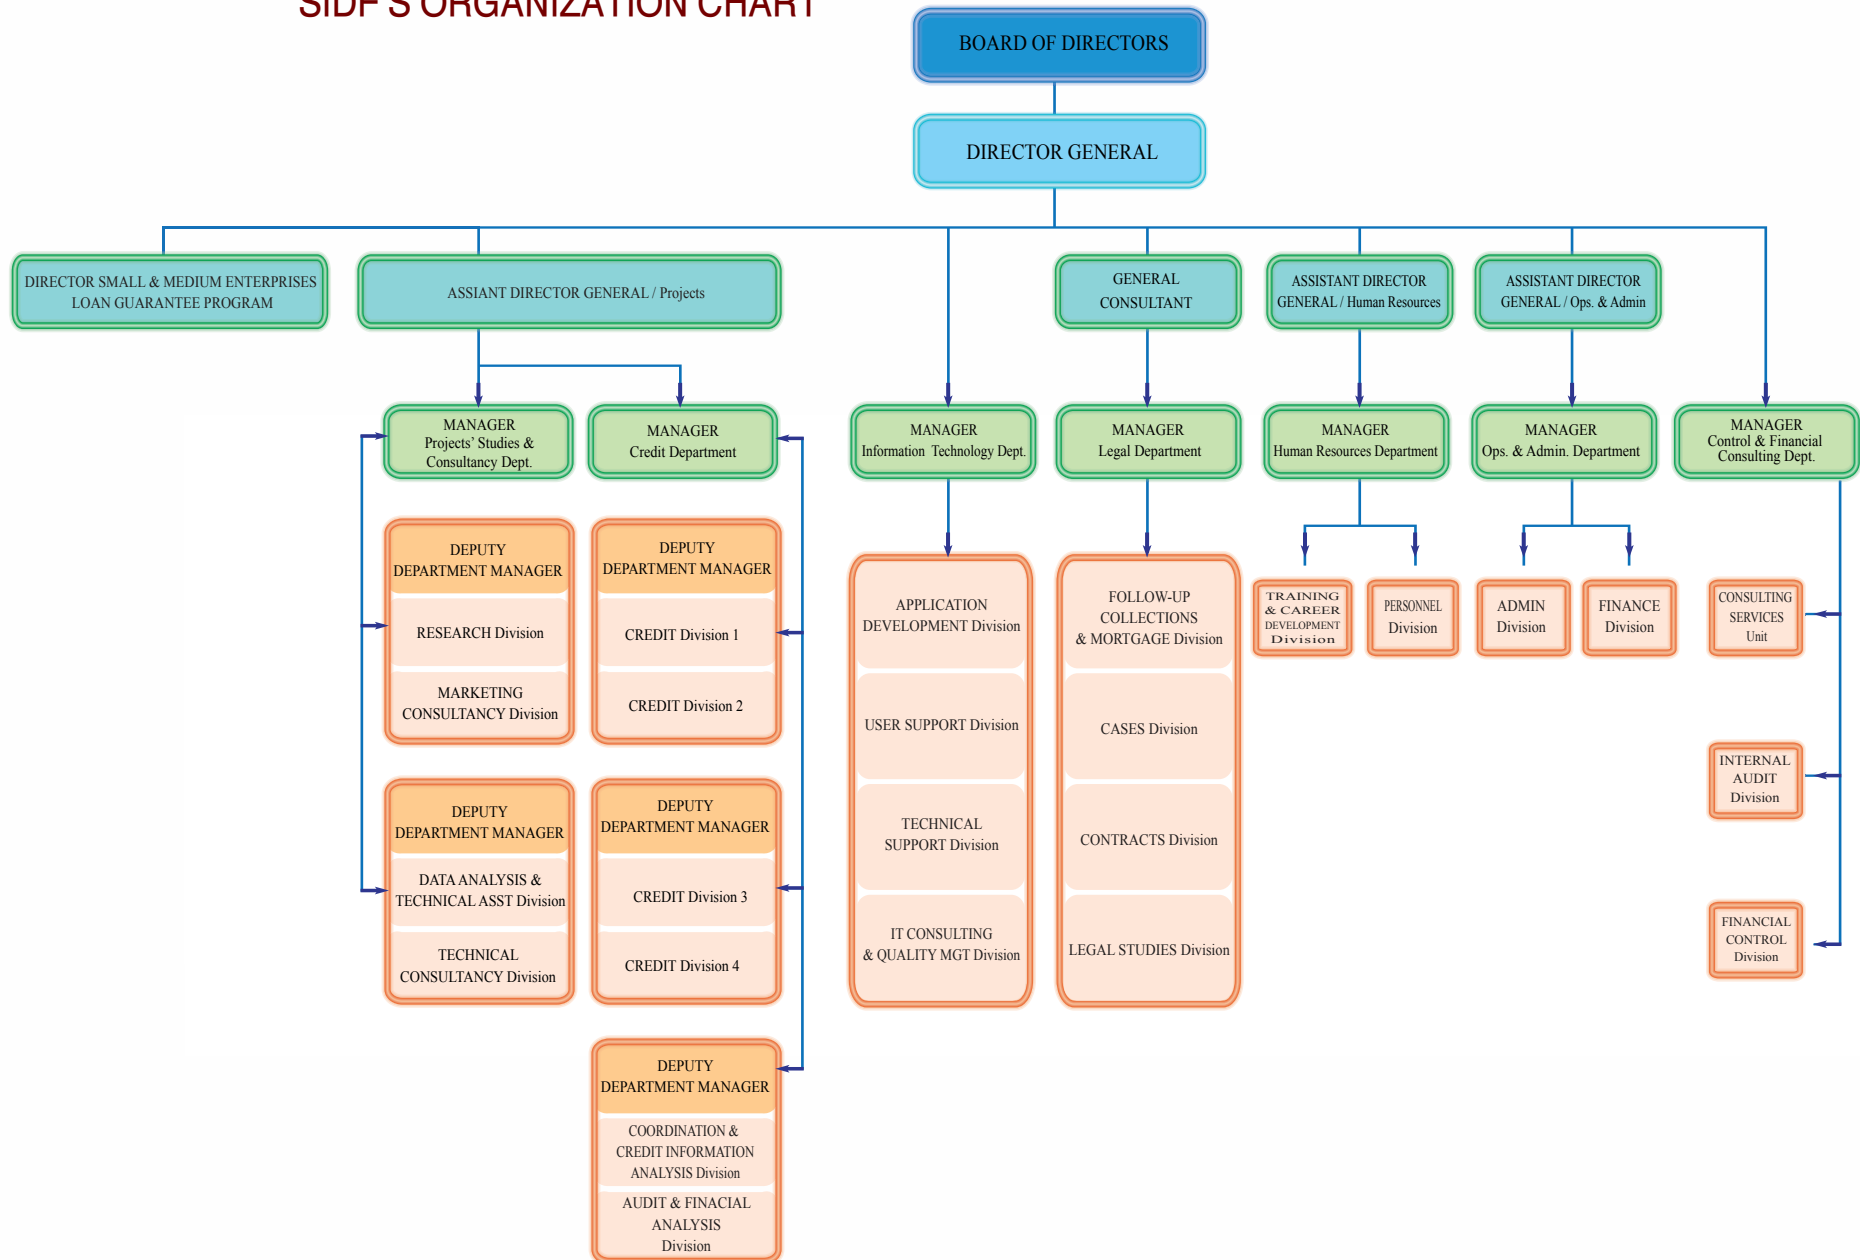 SIDF'S ORGANIZATION CHART
BOARD OF DIRECTORS
DIRECTOR GENERAL
DIRECTOR SMALL & MEDIUM ENTERPRISES
LOAN GUARANTEE PROGRAM
ASSIANT DIRECTOR GENERAL / Projects
GENERAL
CONSULTANT
ASSISTANT DIRECTOR
GENERAL / Human Resources
ASSISTANT DIRECTOR
GENERAL / Ops. & Admin
MANAGER
Projects’ Studies &
Consultancy Dept.
MANAGER
Credit Department
MANAGER
Information Technology Dept.
MANAGER
Legal Department
MANAGER
Human Resources Department
MANAGER
Ops. & Admin. Department
MANAGER
Control & Financial
Consulting Dept.
DEPUTY
DEPARTMENT MANAGER
RESEARCH Division
MARKETING
CONSULTANCY Division
DEPUTY
DEPARTMENT MANAGER
DATA ANALYSIS &
TECHNICAL ASST Division
TECHNICAL
CONSULTANCY Division
DEPUTY
DEPARTMENT MANAGER
CREDIT Division 1
CREDIT Division 2
DEPUTY
DEPARTMENT MANAGER
CREDIT Division 3
CREDIT Division 4
DEPUTY
DEPARTMENT MANAGER
COORDINATION &
CREDIT INFORMATION
ANALYSIS Division
AUDIT & FINACIAL
ANALYSIS
Division
APPLICATION
DEVELOPMENT Division
USER SUPPORT Division
TECHNICAL
SUPPORT Division
IT CONSULTING
& QUALITY MGT Division
FOLLOW-UP
COLLECTIONS
& MORTGAGE Division
CASES Division
CONTRACTS Division
LEGAL STUDIES Division
TRAINING
& CAREER
DEVELOPMENT
Division
PERSONNEL
Division
ADMIN
Division
FINANCE
Division
CONSULTING
SERVICES
Unit
INTERNAL
AUDIT
Division
FINANCIAL
CONTROL
Division